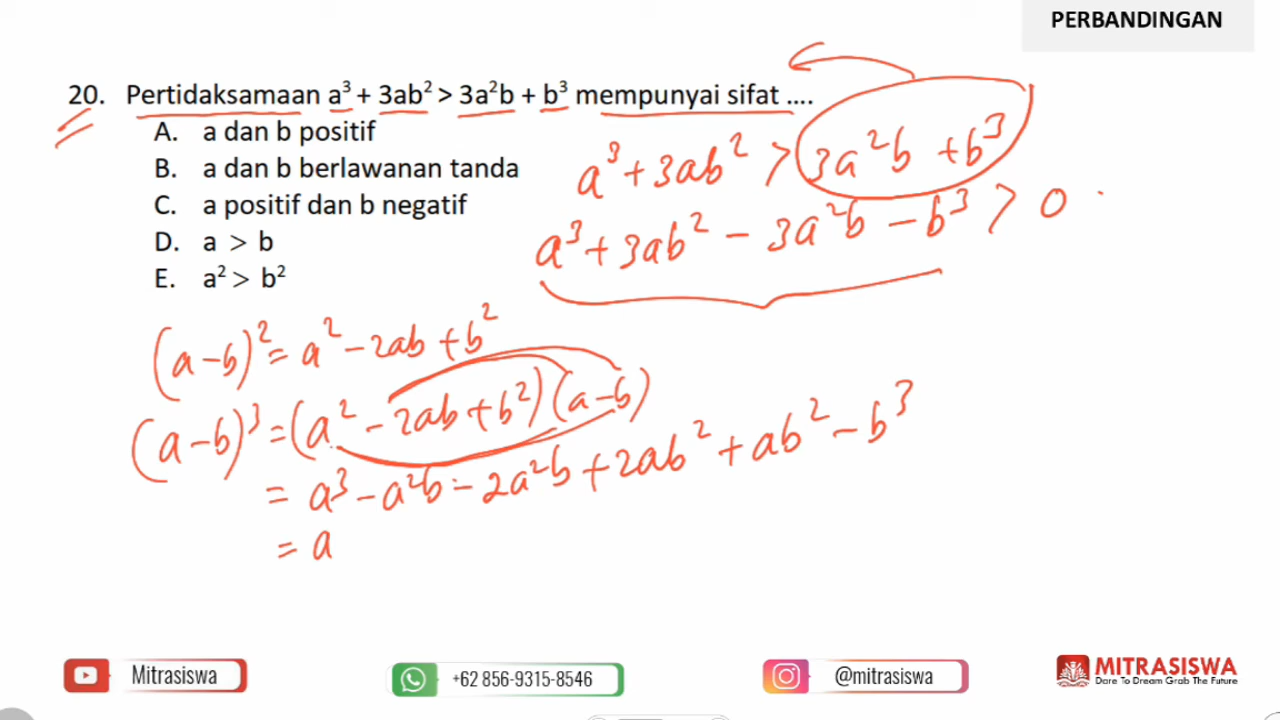 PERBANDINGAN
20. Pertidaksamaan a³ + 3ab² > 3a²b + b³ mempunyai sifat ....
A. a dan b positif
B. a dan b berlawanan tanda
C. a positif dan b negatif
D. a > b
E. a² > b²
a³ + 3ab² > 3a²b + b³
a³ + 3ab² - 3a²b - b³ > 0
(a-b)² = a² - 2ab + b²
(a-b)³ = (a² - 2ab + b²)(a-b)
= a³ - a²b - 2a²b + 2ab² + ab² - b³
= a
Mitrasiswa
+62 856-9315-8546
@mitrasiswa
MITRASISWA
Dare To Dream Grab The Future